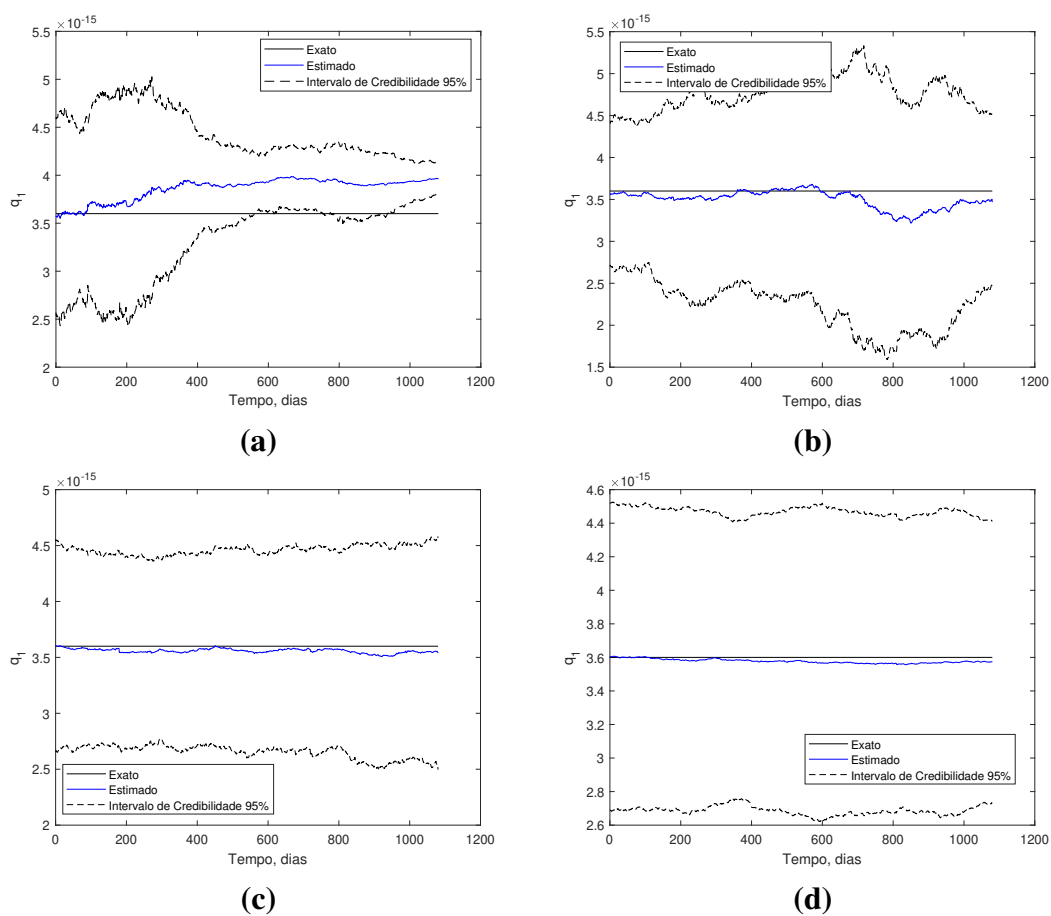 ×10-15
5.5
5
4.5
4
3.5
3
2.5
2
q1
0 200 400 600 800 1000 1200
Tempo, dias
Exato
Estimado
Intervalo de Credibilidade 95%
(a)
×10-15
5.5
5
4.5
4
3.5
3
2.5
2
1.5
q1
0 200 400 600 800 1000 1200
Tempo, dias
Exato
Estimado
Intervalo de Credibilidade 95%
(b)
×10-15
5
4.5
4
3.5
3
2.5
2
q1
0 200 400 600 800 1000 1200
Tempo, dias
Exato
Estimado
Intervalo de Credibilidade 95%
(c)
×10-15
4.6
4.4
4.2
4
3.8
3.6
3.4
3.2
3
2.8
2.6
q1
0 200 400 600 800 1000 1200
Tempo, dias
Exato
Estimado
Intervalo de Credibilidade 95%
(d)